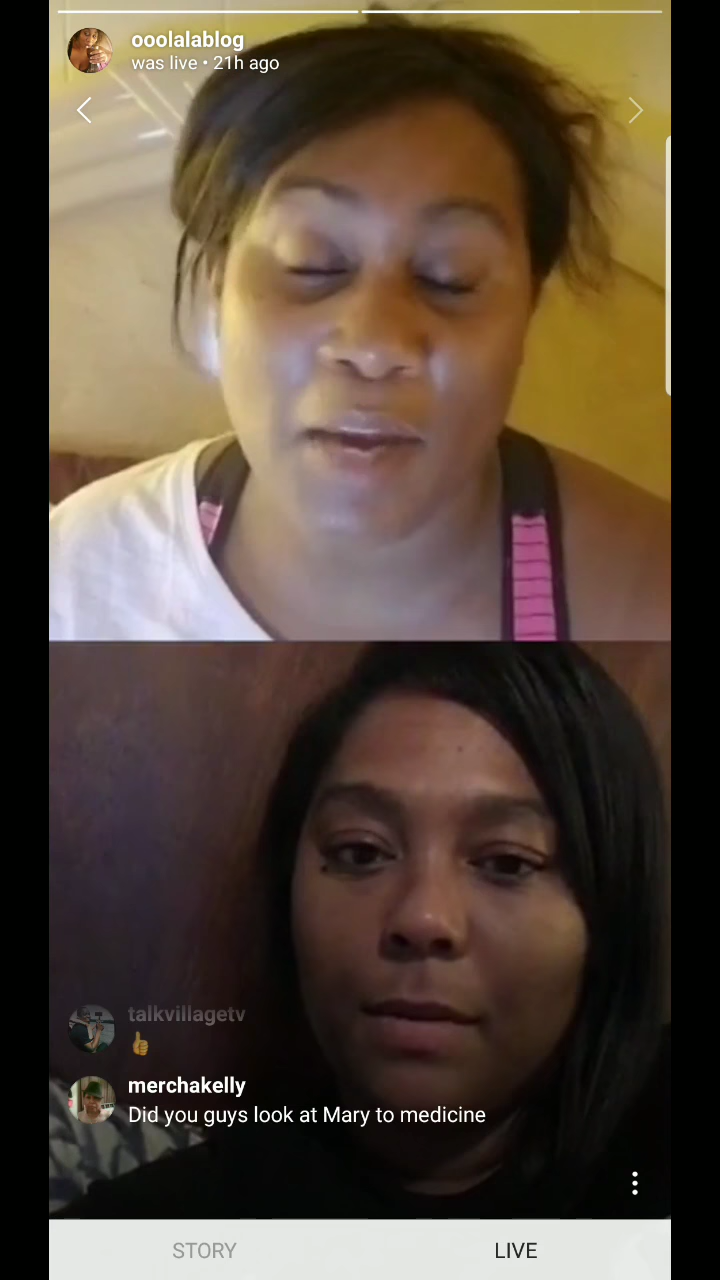 ooolalablog
was live • 21h ago
talkvillagetv
👍
merchakelly
Did you guys look at Mary to medicine
STORY
LIVE